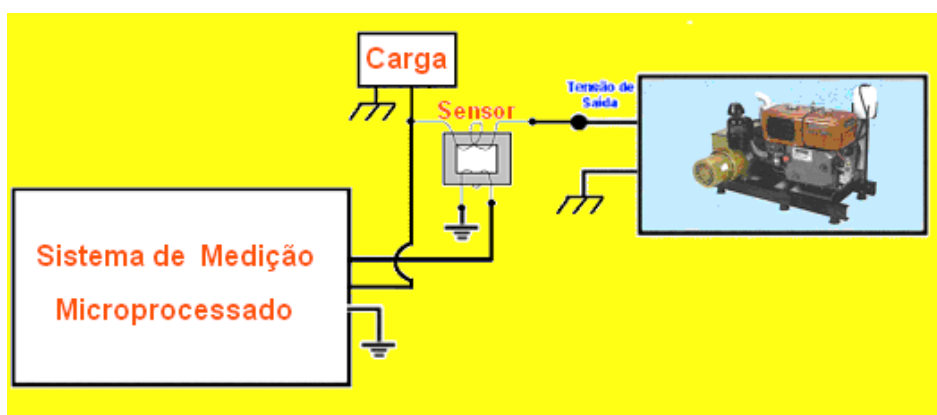 Carga
Sensor
Tensão de
Saída
Sistema de Medição
Microprocessado